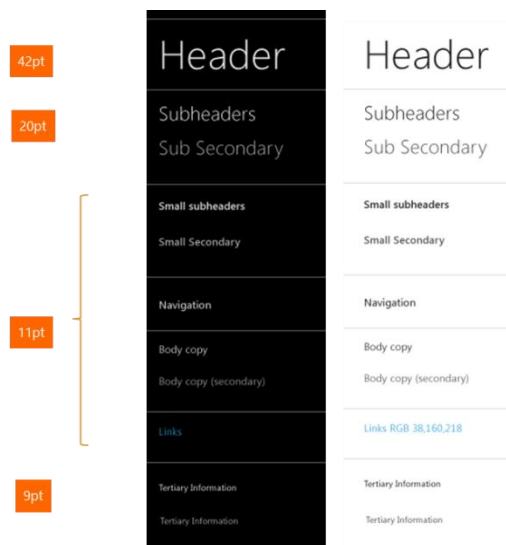 42pt
Header
Header
20pt
Subheaders
Subheaders
Sub Secondary
Sub Secondary
Small subheaders
Small subheaders
Small Secondary
Small Secondary
Navigation
Navigation
11pt
Body copy
Body copy
Body copy (secondary)
Body copy (secondary)
Links
Links RGB 38,160,218
9pt
Tertiary Information
Tertiary Information
Tertiary Information
Tertiary Information